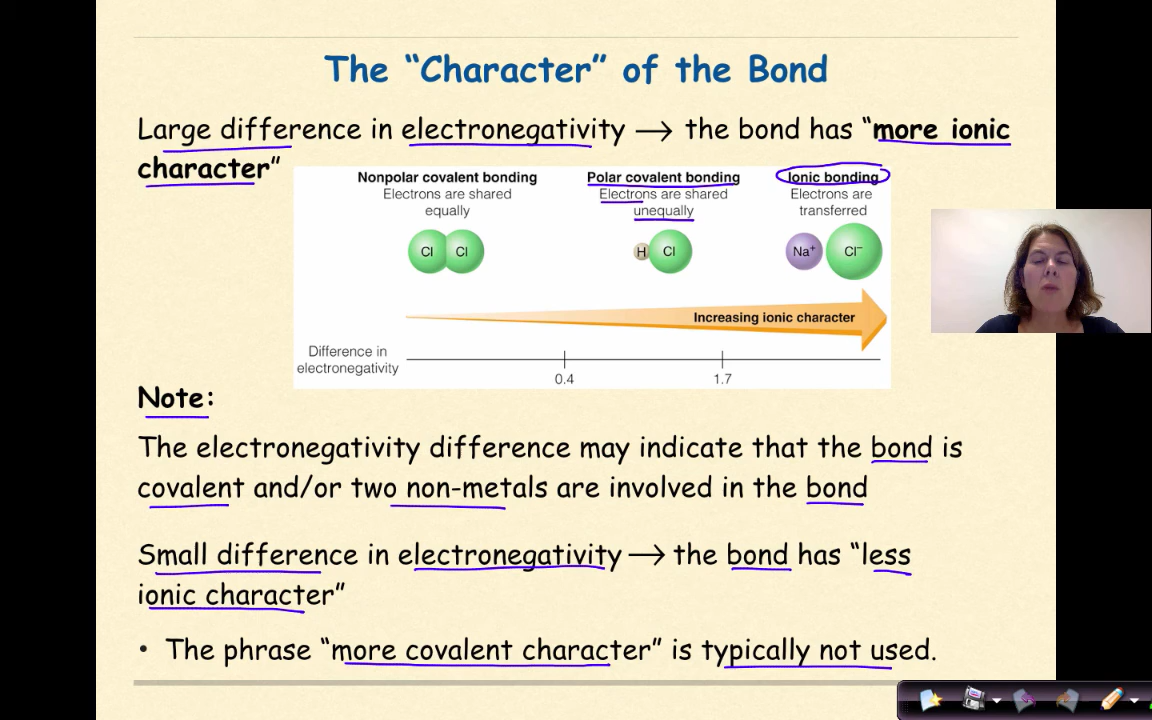 The “Character” of the Bond
Large difference in electronegativity → the bond has “more ionic
character”
Nonpolar covalent bonding
Electrons are shared
equally
Polar covalent bonding
Electrons are shared
unequally
Ionic bonding
Electrons are
transferred
Cl Cl
H Cl
Na⁺ Cl⁻
Increasing ionic character
Difference in
electronegativity
0.4 1.7
Note:
The electronegativity difference may indicate that the bond is
covalent and/or two non-metals are involved in the bond
Small difference in electronegativity → the bond has “less
ionic character”
• The phrase “more covalent character” is typically not used.